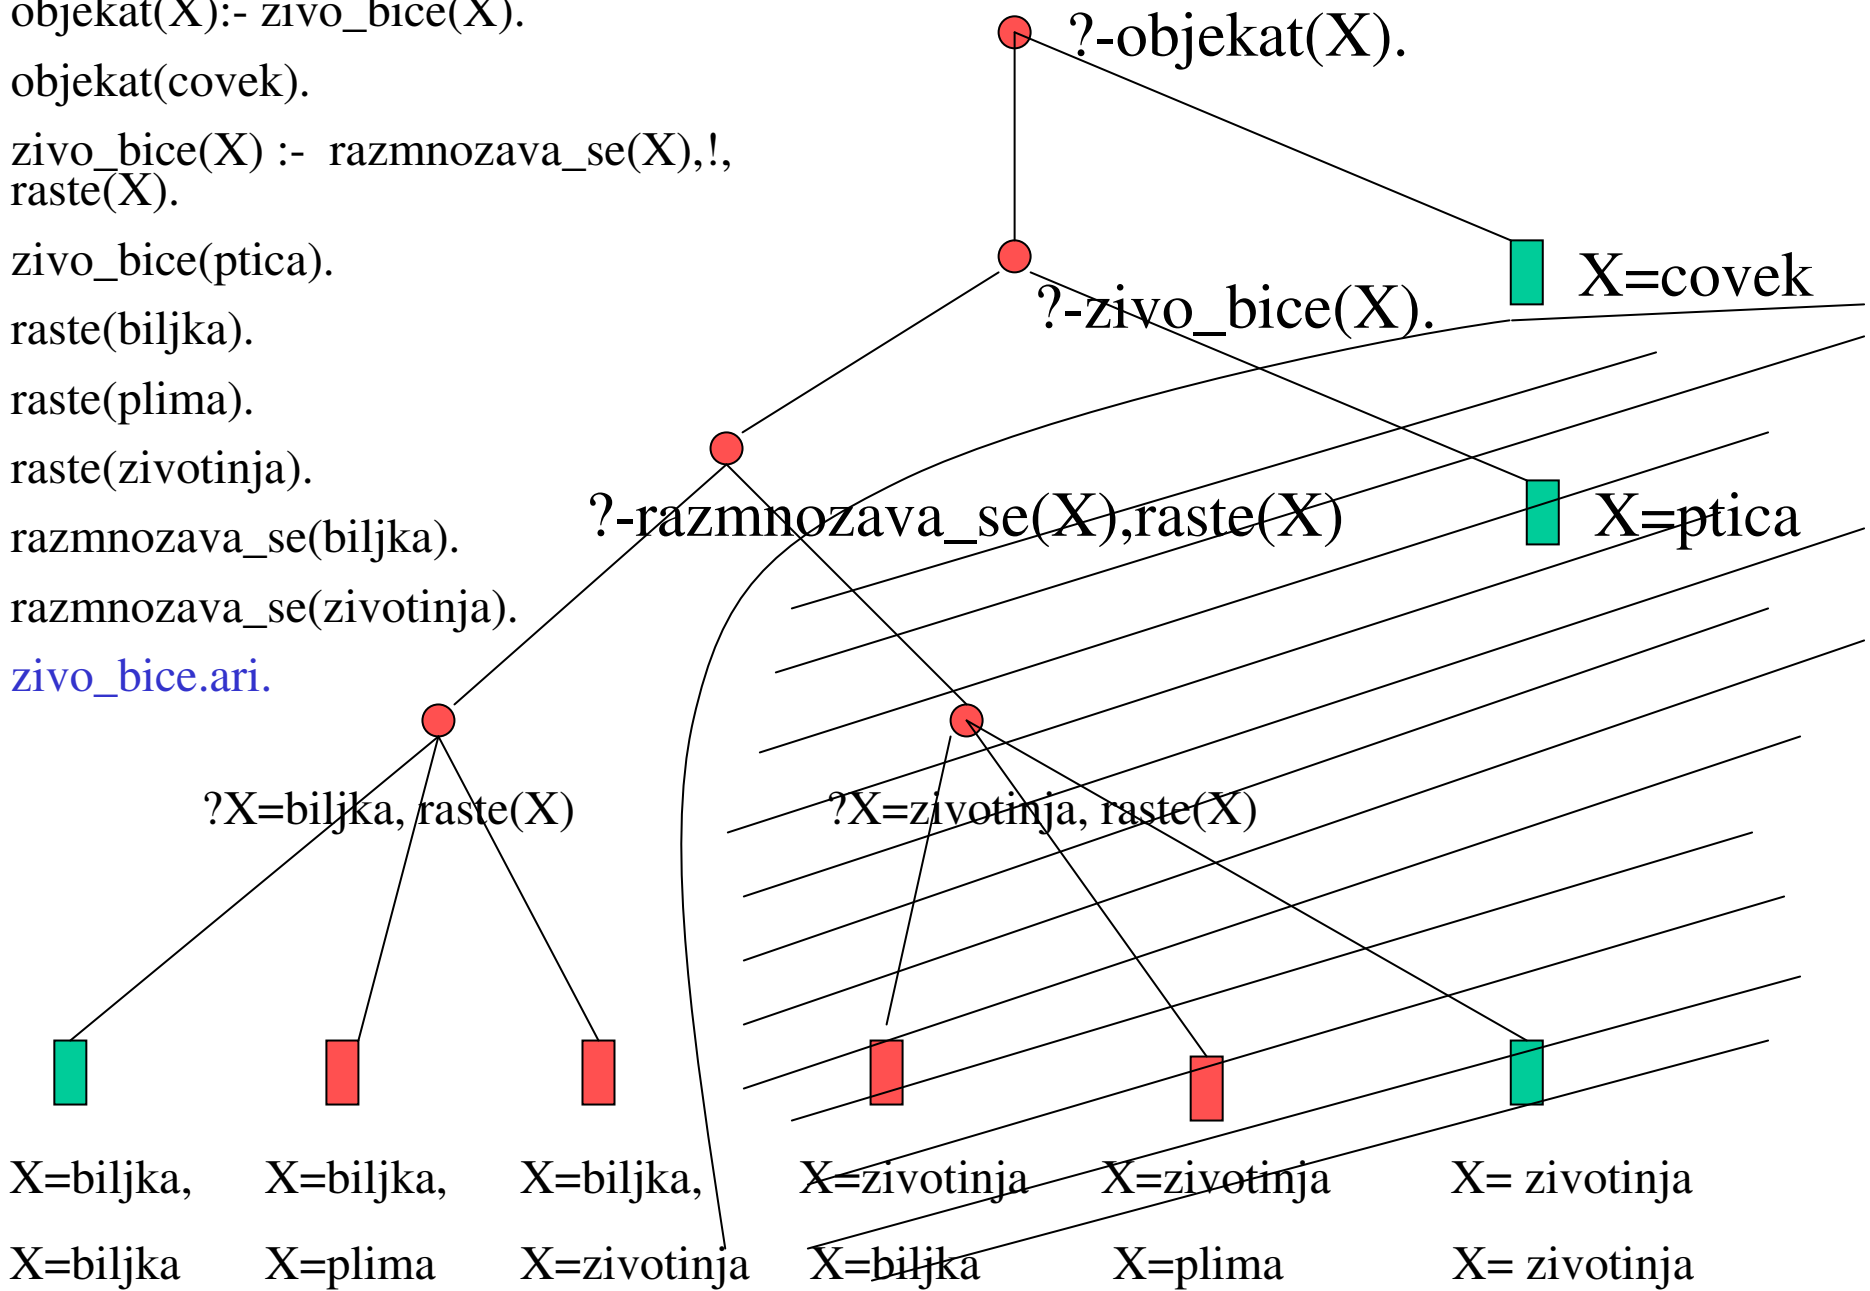 objekat(X):- zivo_bice(X).
objekat(covek).
zivo_bice(X) :-  razmnozava_se(X),!,
raste(X).
zivo_bice(ptica).
raste(biljka).
raste(plima).
raste(zivotinja).
razmnozava_se(biljka).
razmnozava_se(zivotinja).
zivo_bice.ari.
?-objekat(X).
X=covek
?-zivo_bice(X).
?-razmnozava_se(X),raste(X)
X=ptica
?X=biljka, raste(X)
?X=zivotinja, raste(X)
X=biljka,
X=biljka
X=biljka,
X=plima
X=biljka,
X=zivotinja
X=zivotinja
X=biljka
X=zivotinja
X=plima
X= zivotinja
X= zivotinja